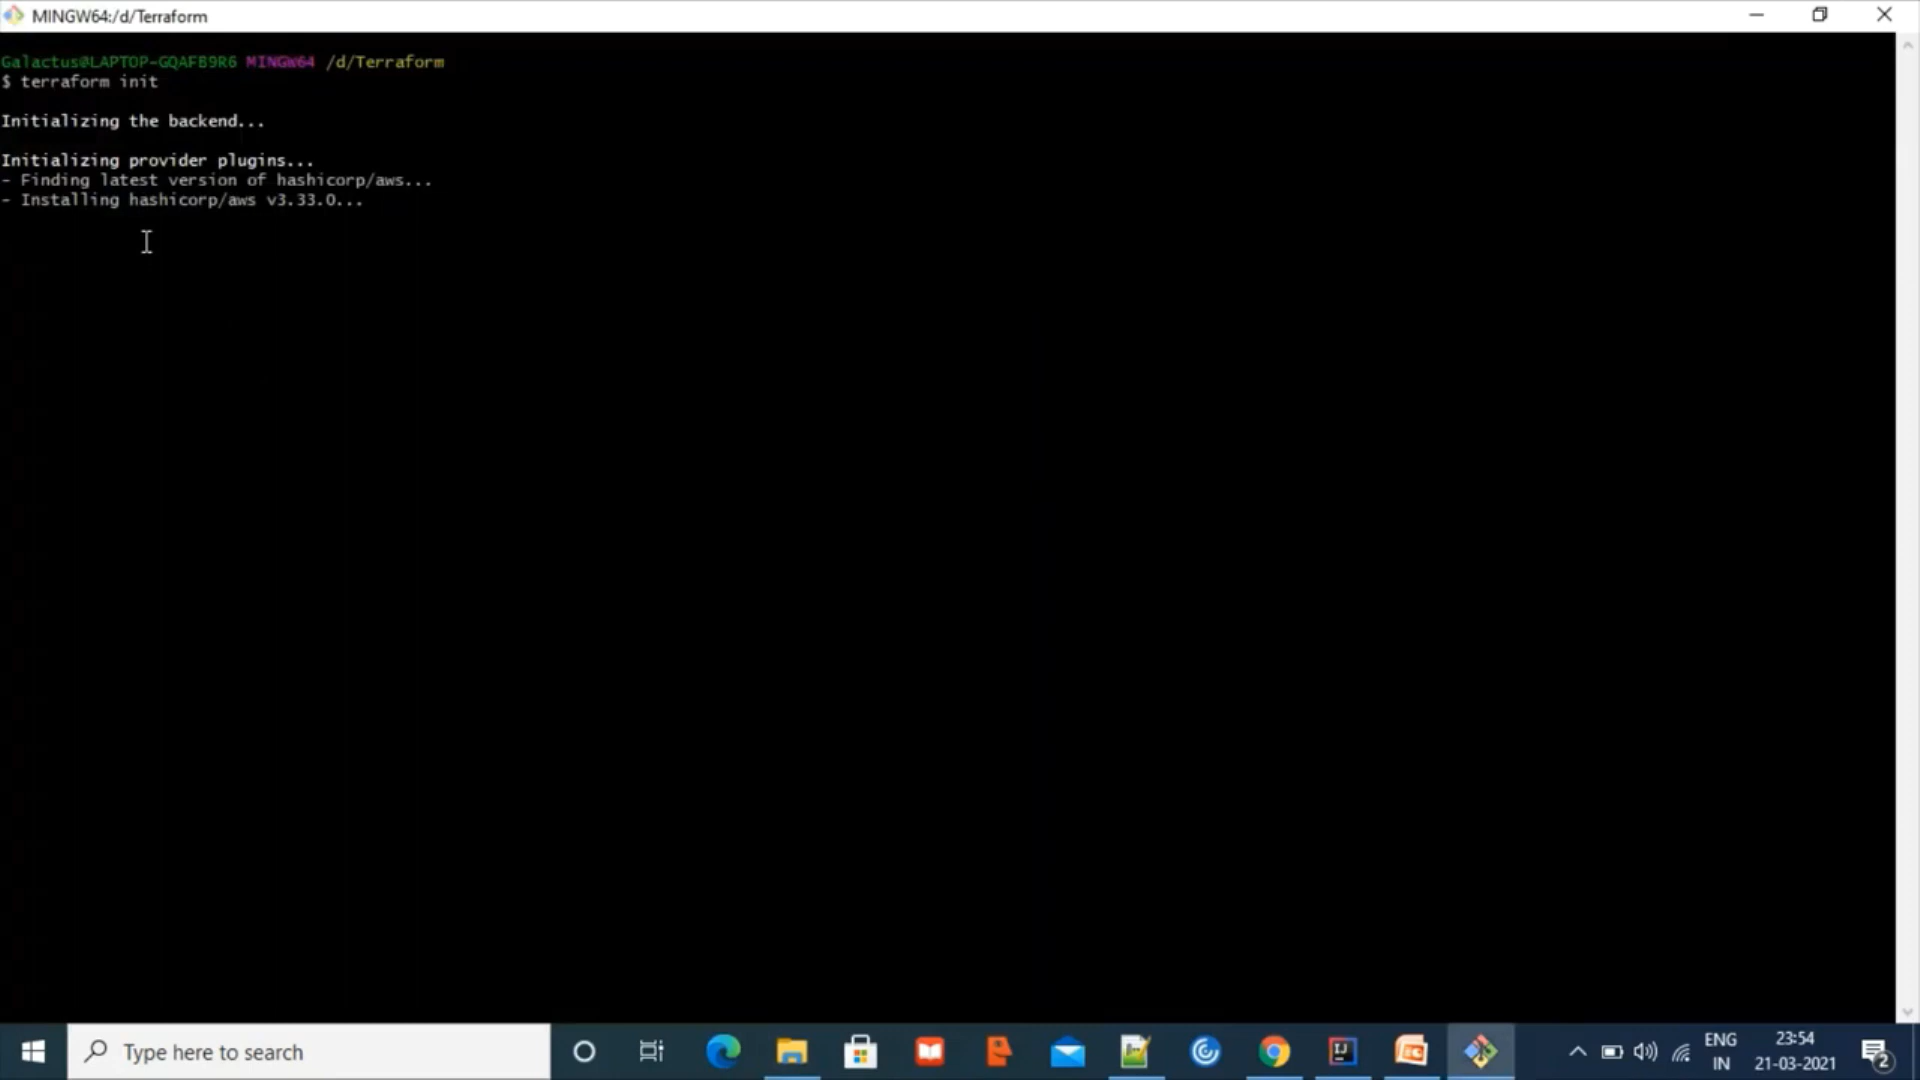 MINGW64:/d/Terraform
Galactus@LAPTOP-GQAFB9R6 MINGW64 /d/Terraform
$ terraform init
Initializing the backend...
Initializing provider plugins...
- Finding latest version of hashicorp/aws...
- Installing hashicorp/aws v3.33.0...
Type here to search
ENG
IN
23:54
21-03-2021
2